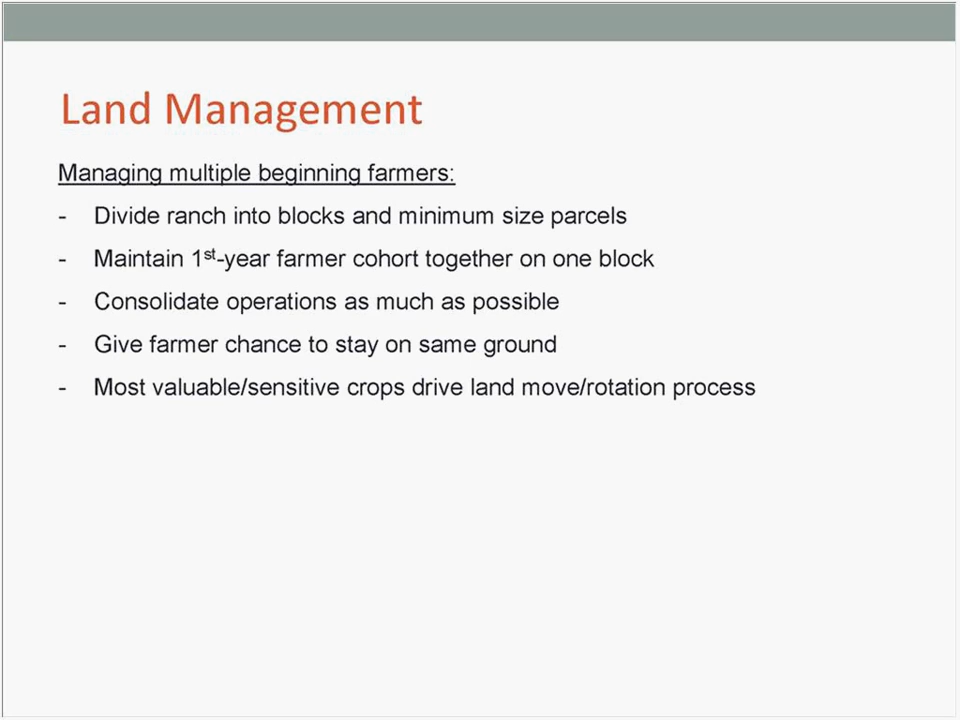 Land Management
Managing multiple beginning farmers:
- Divide ranch into blocks and minimum size parcels
- Maintain 1st-year farmer cohort together on one block
- Consolidate operations as much as possible
- Give farmer chance to stay on same ground
- Most valuable/sensitive crops drive land move/rotation process